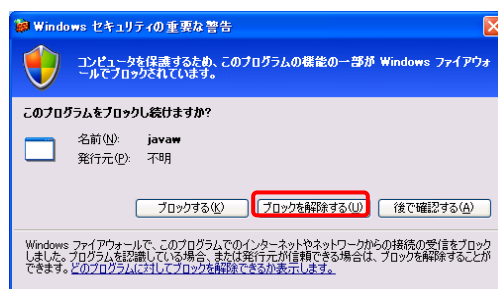 Windows セキュリティの重要な警告
コンピュータを保護するため、このプログラムの機能の一部が Windows ファイアウォ
ールでブロックされています。
このプログラムをブロックし続けますか?
名前(N): javaw
発行元(P): 不明
ブロックする(K) ブロックを解除する(U) 後で確認する(A)
Windows ファイアウォールで、このプログラムでのインターネットやネットワークからの接続の受信をブロック
しました。プログラムを認識している場合、または発行元が信頼できる場合は、ブロックを解除することが
できます。どのプログラムに対してブロックを解除できるか表示します。